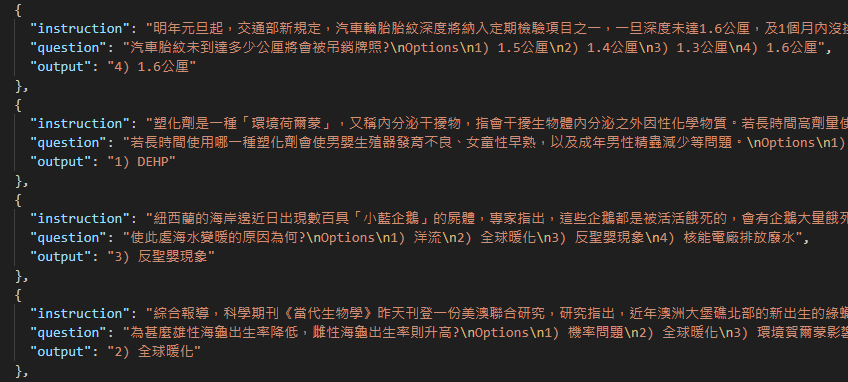 {
"instruction": "明年元旦起，交通部新規定，汽車輪胎胎紋深度將納入定期檢驗項目之一，一旦深度未達1.6公厘，及1個月內沒
"question": "汽車胎紋未到達多少公厘將會被吊銷牌照?\nOptions\n1) 1.5公厘\n2) 1.4公厘\n3) 1.3公厘\n4) 1.6公厘",
"output": "4) 1.6公厘"
},
{
"instruction": "塑化劑是一種「環境荷爾蒙」，又稱內分泌干擾物，指會干擾生物體內分泌之外因性化學物質。若長時間高劑量使
"question": "若長時間使用哪一種塑化劑會使男嬰生殖器發育不良、女童性早熟，以及成年男性精蟲減少等問題。\nOptions\n1)
"output": "1) DEHP"
},
{
"instruction": "紐西蘭的海岸邊近日出現數百具「小藍企鵝」的屍體，專家指出，這些企鵝都是被活活餓死的，會有企鵝大量餓死
"question": "使此處海水變暖的原因為何?\nOptions\n1) 洋流\n2) 全球暖化\n3) 反聖嬰現象\n4) 核能電廠排放廢水",
"output": "3) 反聖嬰現象"
},
{
"instruction": "綜合報導，科學期刊《當代生物學》昨天刊登一份美澳聯合研究，研究指出，近年澳洲大堡礁北部的新出生的綠蠵
"question": "為甚麼雄性海龜出生率降低，雌性海龜出生率則升高?\nOptions\n1) 機率問題\n2) 全球暖化\n3) 環境賀爾蒙影響
"output": "2) 全球暖化"
},